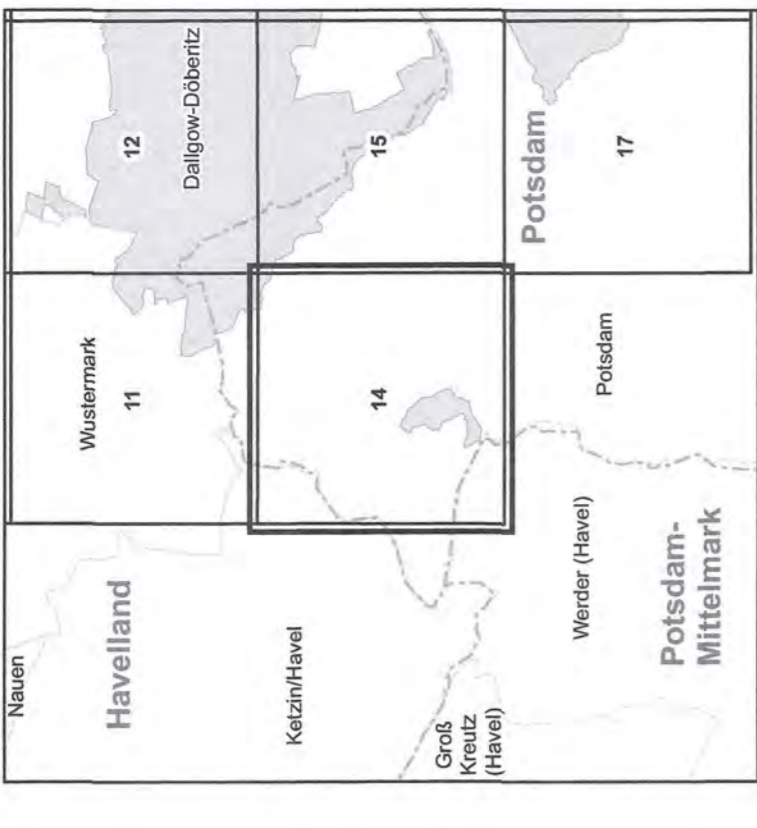 Nauen
Wustermark
Havelland
11
12
Dallgow-Döberitz
Ketzin/Havel
14
15
Groß
Kreutz
(Havel)
Potsdam
Werder (Havel)
Potsdam
17
Potsdam-
Mittelmark